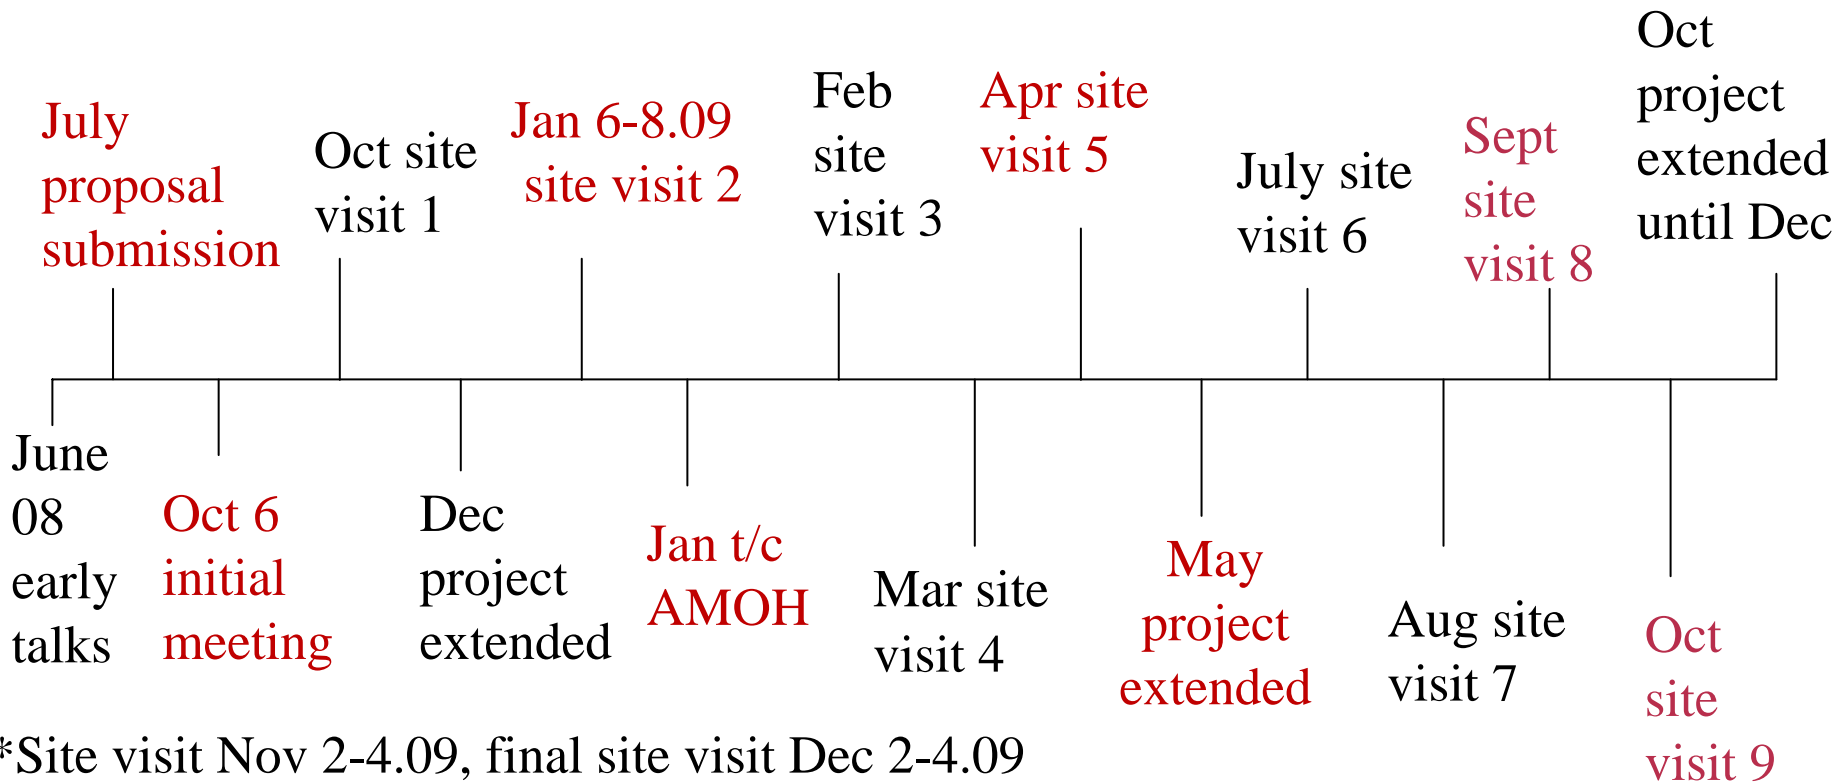 July
proposal
submission
Oct site
visit 1
Jan 6-8.09
site visit 2
Feb
site
visit 3
Apr site
visit 5
July site
visit 6
Sept
site
visit 8
Oct
project
extended
until Dec
June
08
early
talks
Oct 6
initial
meeting
Dec
project
extended
Jan t/c
AMOH
Mar site
visit 4
May
project
extended
Aug site
visit 7
Oct
site
visit 9
*Site visit Nov 2-4.09, final site visit Dec 2-4.09